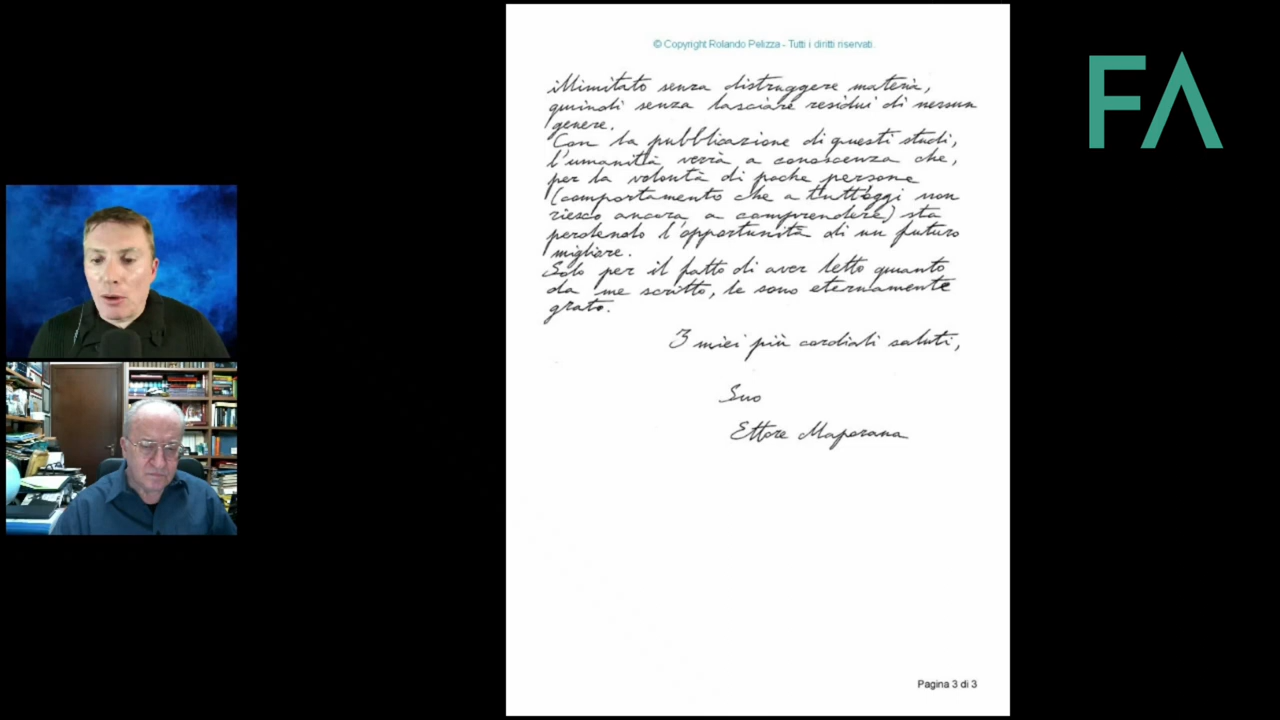 © Copyright Rolando Pelizza - Tutti i diritti riservati.
FΛ
illimitato senza distruggere materia,
quindi senza lasciare residui di nessun
genere.
Con la pubblicazione di questi studi,
l'umanità verrà a conoscenza che,
per la volontà di poche persone
(comportamento che a tutt'oggi non
riesco ancora a comprendere) sta
perdendo l'opportunità di un futuro
migliore.
Solo per il fatto di aver letto quanto
da me scritto, le sono eternamente
grato.
I miei più cordiali saluti,
Suo
Ettore Majorana
Pagina 3 di 3